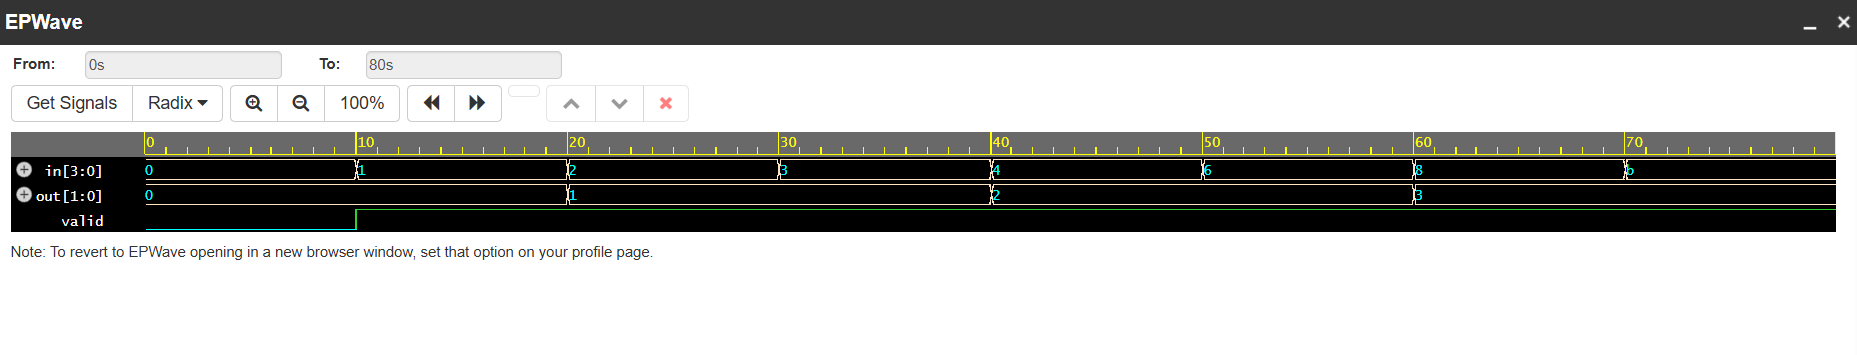 EPWave
From: 0s To: 80s
Get Signals Radix 100%
0 10 20 30 40 50 60 70
in[3:0] 0 1 2 3 4 6 8 b
out[1:0] 0 1 2 3
valid
Note: To revert to EPWave opening in a new browser window, set that option on your profile page.